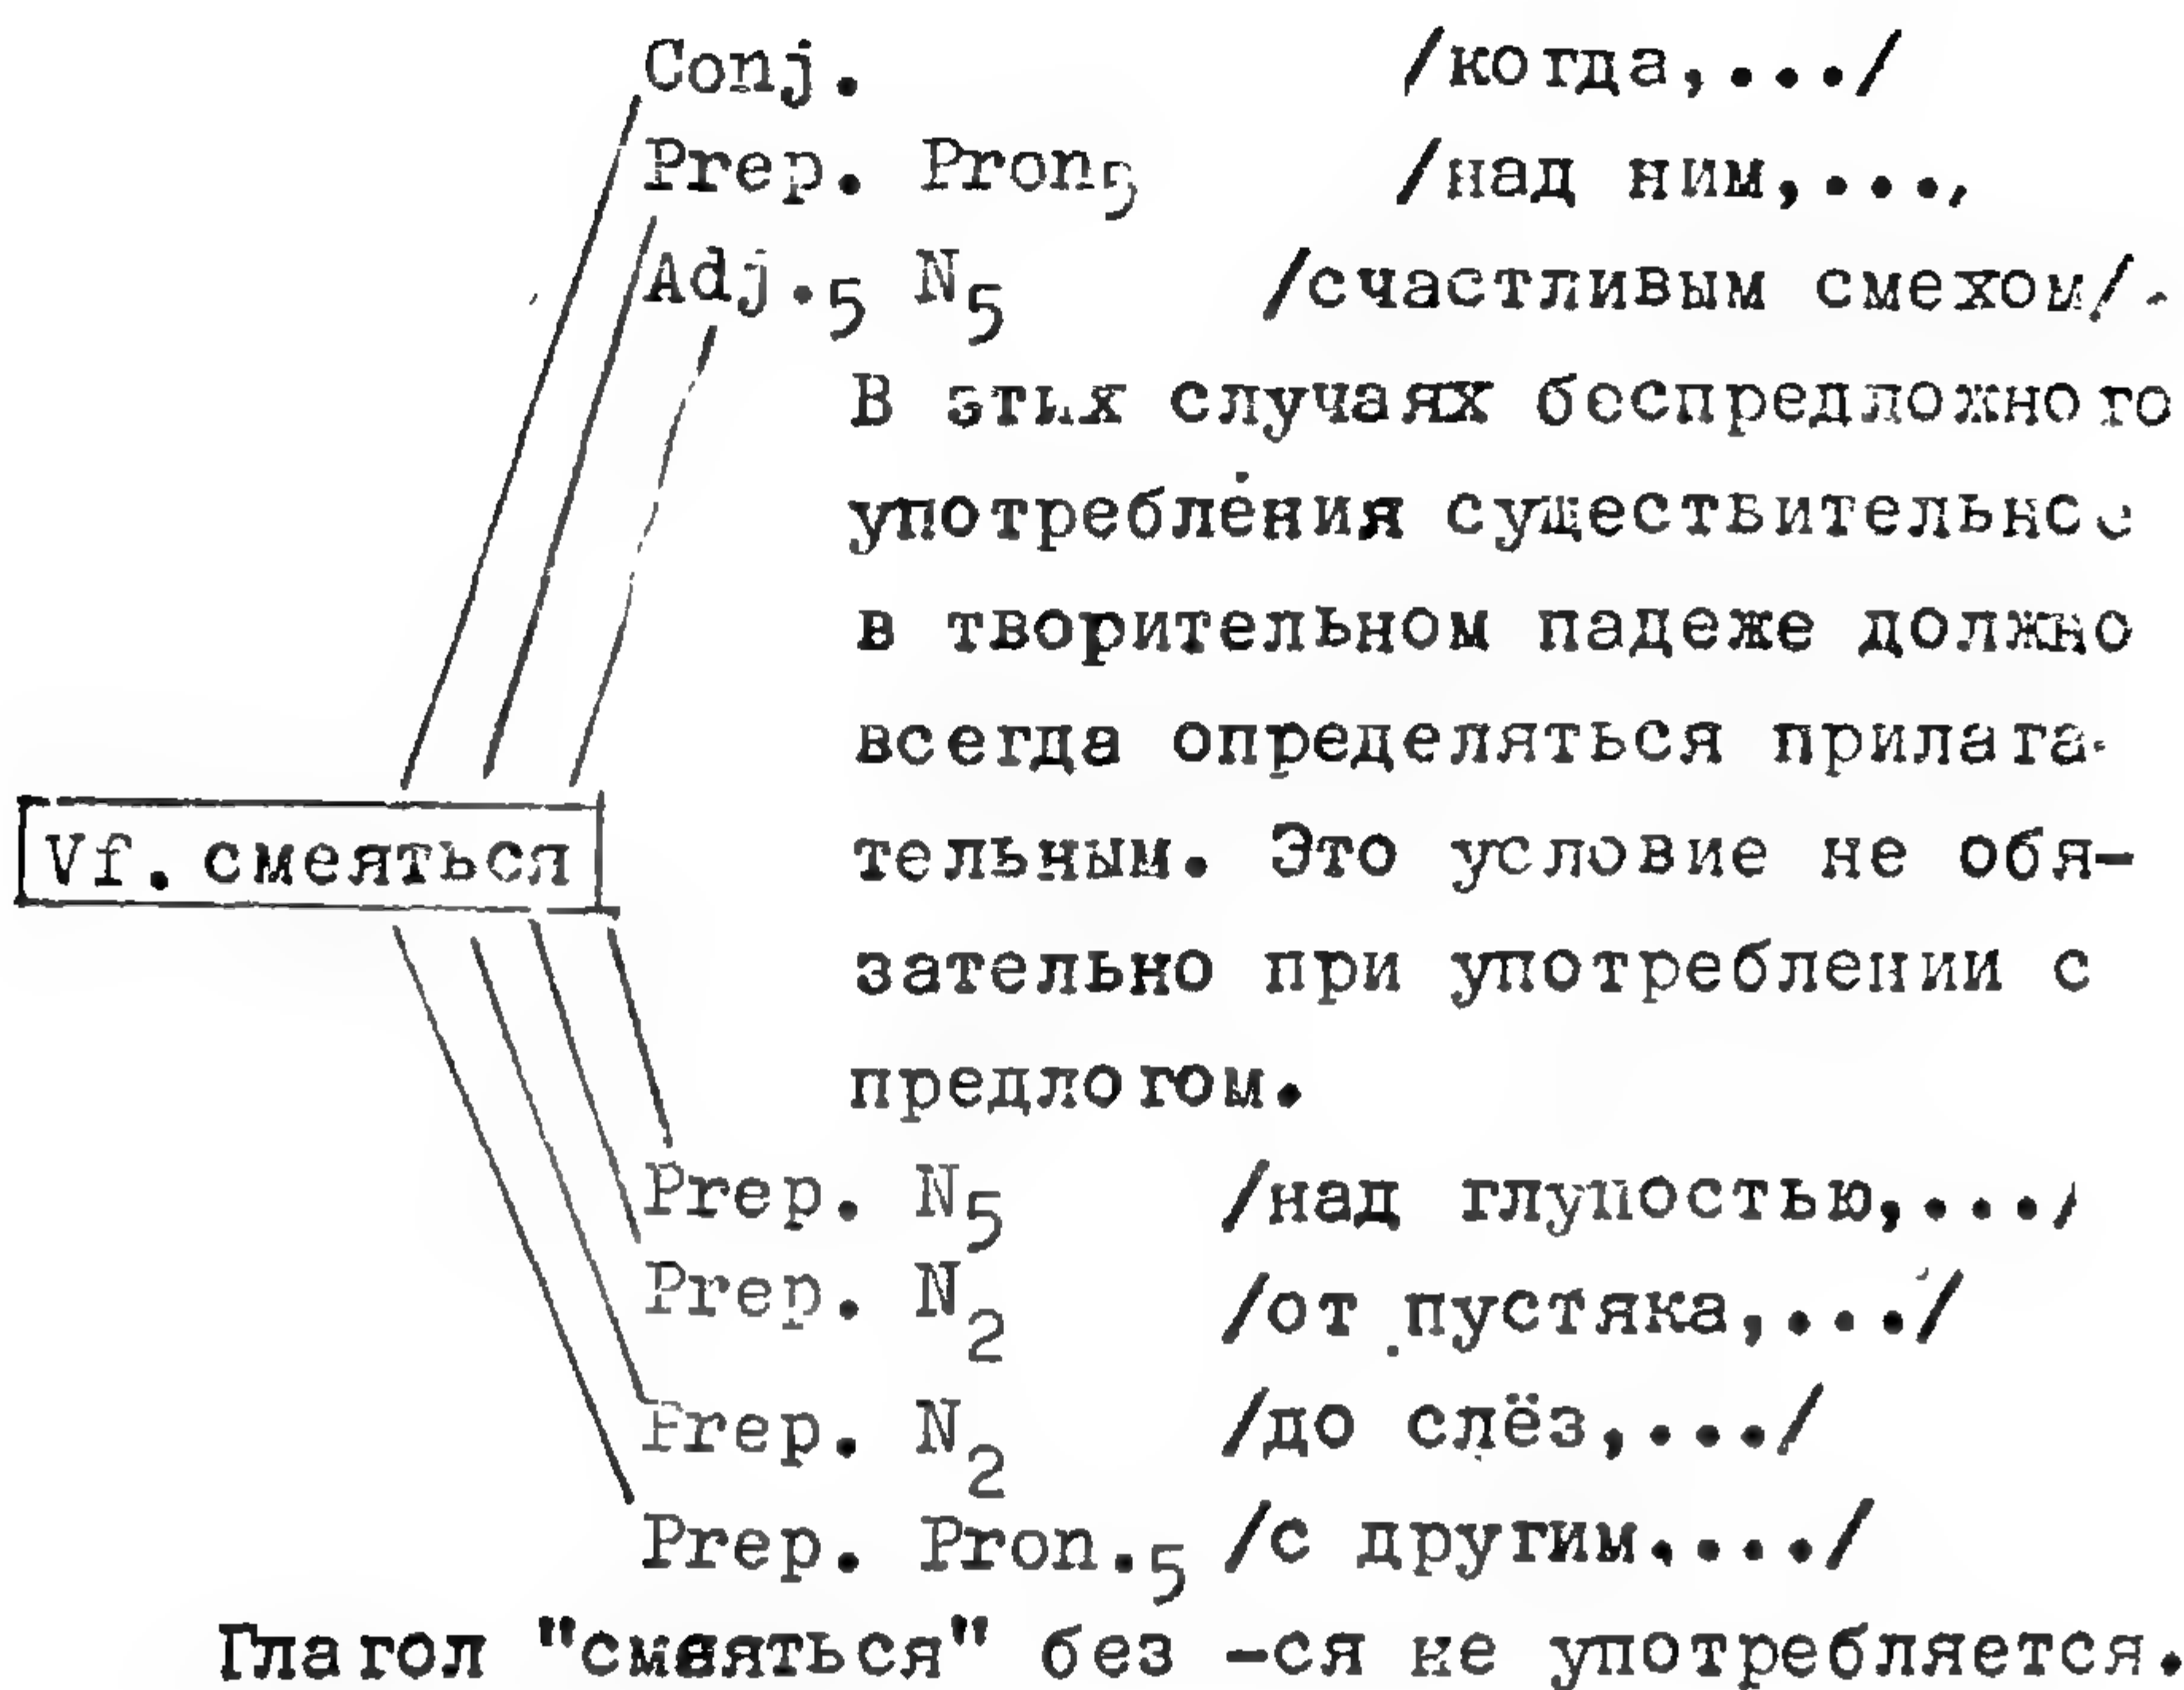 Conj. /когда,.../
Prep. Pron5 /над ним,...,
Adj.5 N5 /счастливым смехом/.
В этих случаях беспредложного
употребления существительное
в творительном падеже должно
всегда определяться прилага-
тельным. Это условие не обя-
Vf. смеяться
зательно при употреблении с
предлогом.
Prep. N5 /над глупостью,.../
Prep. N2 /от пустяка,.../
Prep. N2 /до слёз,.../
Prep. Pron.5 /с другим,.../
Глагол "смеяться" без -ся не употребляется.